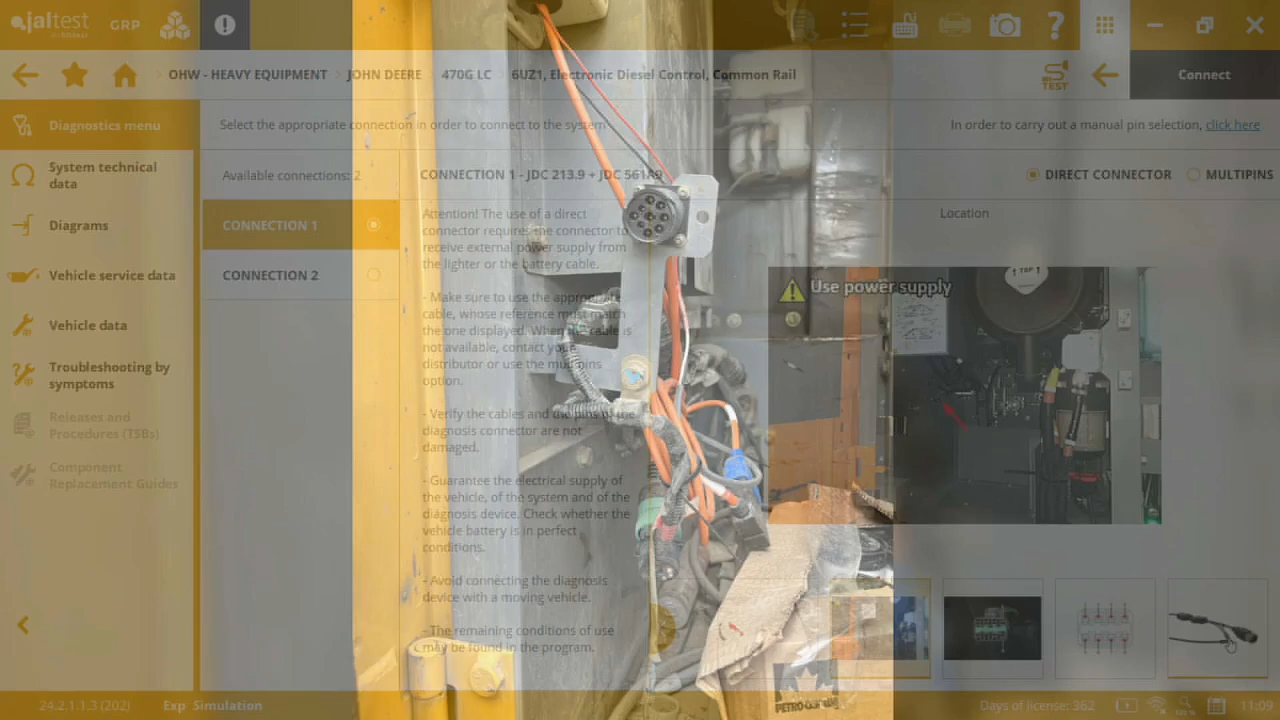 jaltest
GRP
OHW - HEAVY EQUIPMENT
JOHN DEERE
470G LC
6UZ1, Electronic Diesel Control, Common Rail
TEST
Connect
Diagnostics menu
Select the appropriate connection in order to connect to the system
In order to carry out a manual pin selection, click here
System technical
data
Available connections: 2
CONNECTION 1 - JDC 213.9 + JDC 561A9
DIRECT CONNECTOR
MULTIPINS
Diagrams
CONNECTION 1
Attention! The use of a direct
connector requires the connector to
receive external power supply from
the lighter or the battery cable.
Location
Vehicle service data
CONNECTION 2
Use power supply
- Make sure to use the appropriate
cable, whose reference must match
the one displayed. When the cable is
not available, contact your
distributor or use the multipins
option.
Vehicle data
Troubleshooting by
symptoms
Releases and
Procedures (TSBs)
- Verify the cables and the pins of the
diagnosis connector are not
damaged.
Component
Replacement Guides
- Guarantee the electrical supply of
the vehicle, of the system and of the
diagnosis device. Check whether the
vehicle battery is in perfect
conditions.
- Avoid connecting the diagnosis
device with a moving vehicle.
- The remaining conditions of use
may be found in the program.
24.2.1.1.3 (202)
Exp Simulation
Days of license: 362
11:09